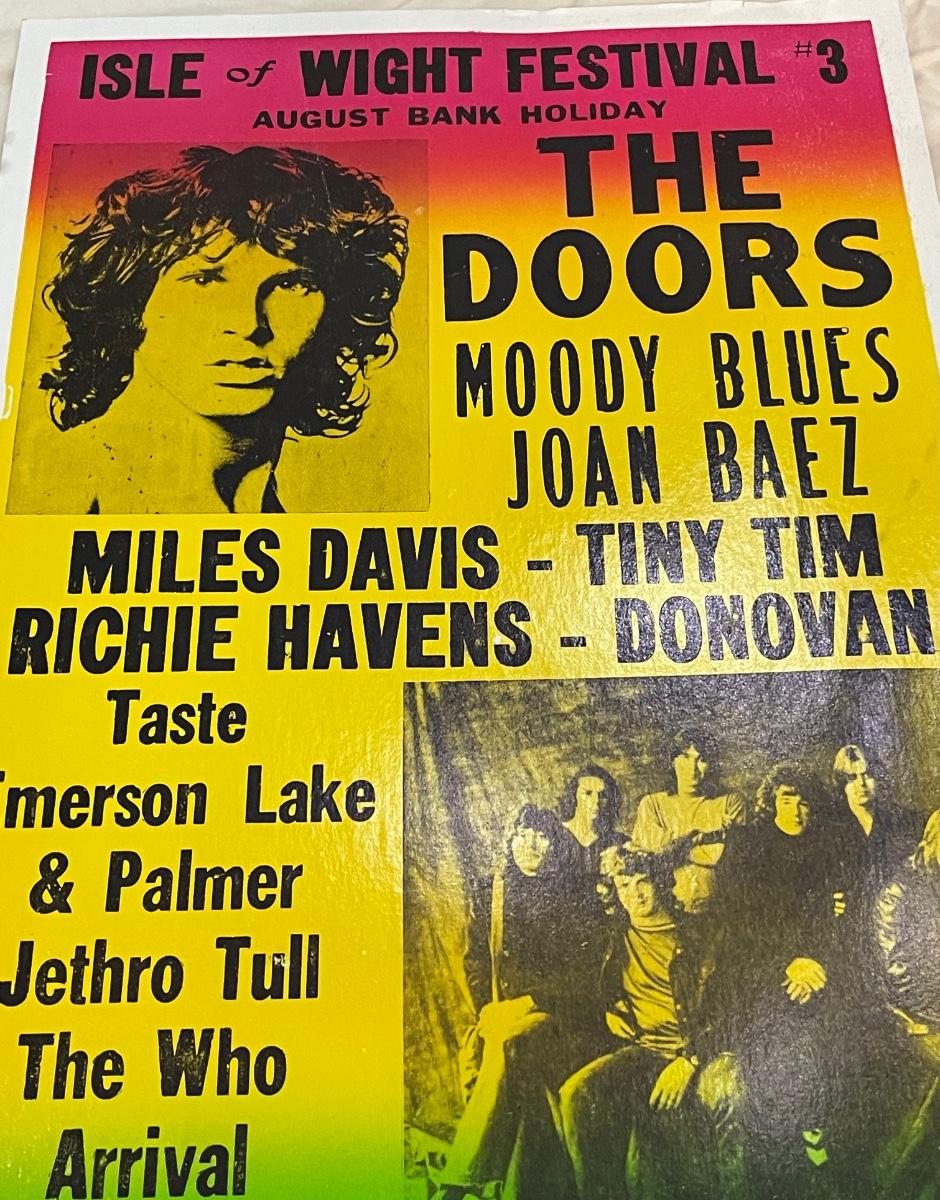 ISLE of WIGHT FESTIVAL #3
AUGUST BANK HOLIDAY
THE
DOORS
MOODY BLUES
JOAN BAEZ
MILES DAVIS - TINY TIM
RICHIE HAVENS - DONOVAN
Taste
Emerson Lake
& Palmer
Jethro Tull
The Who
Arrival